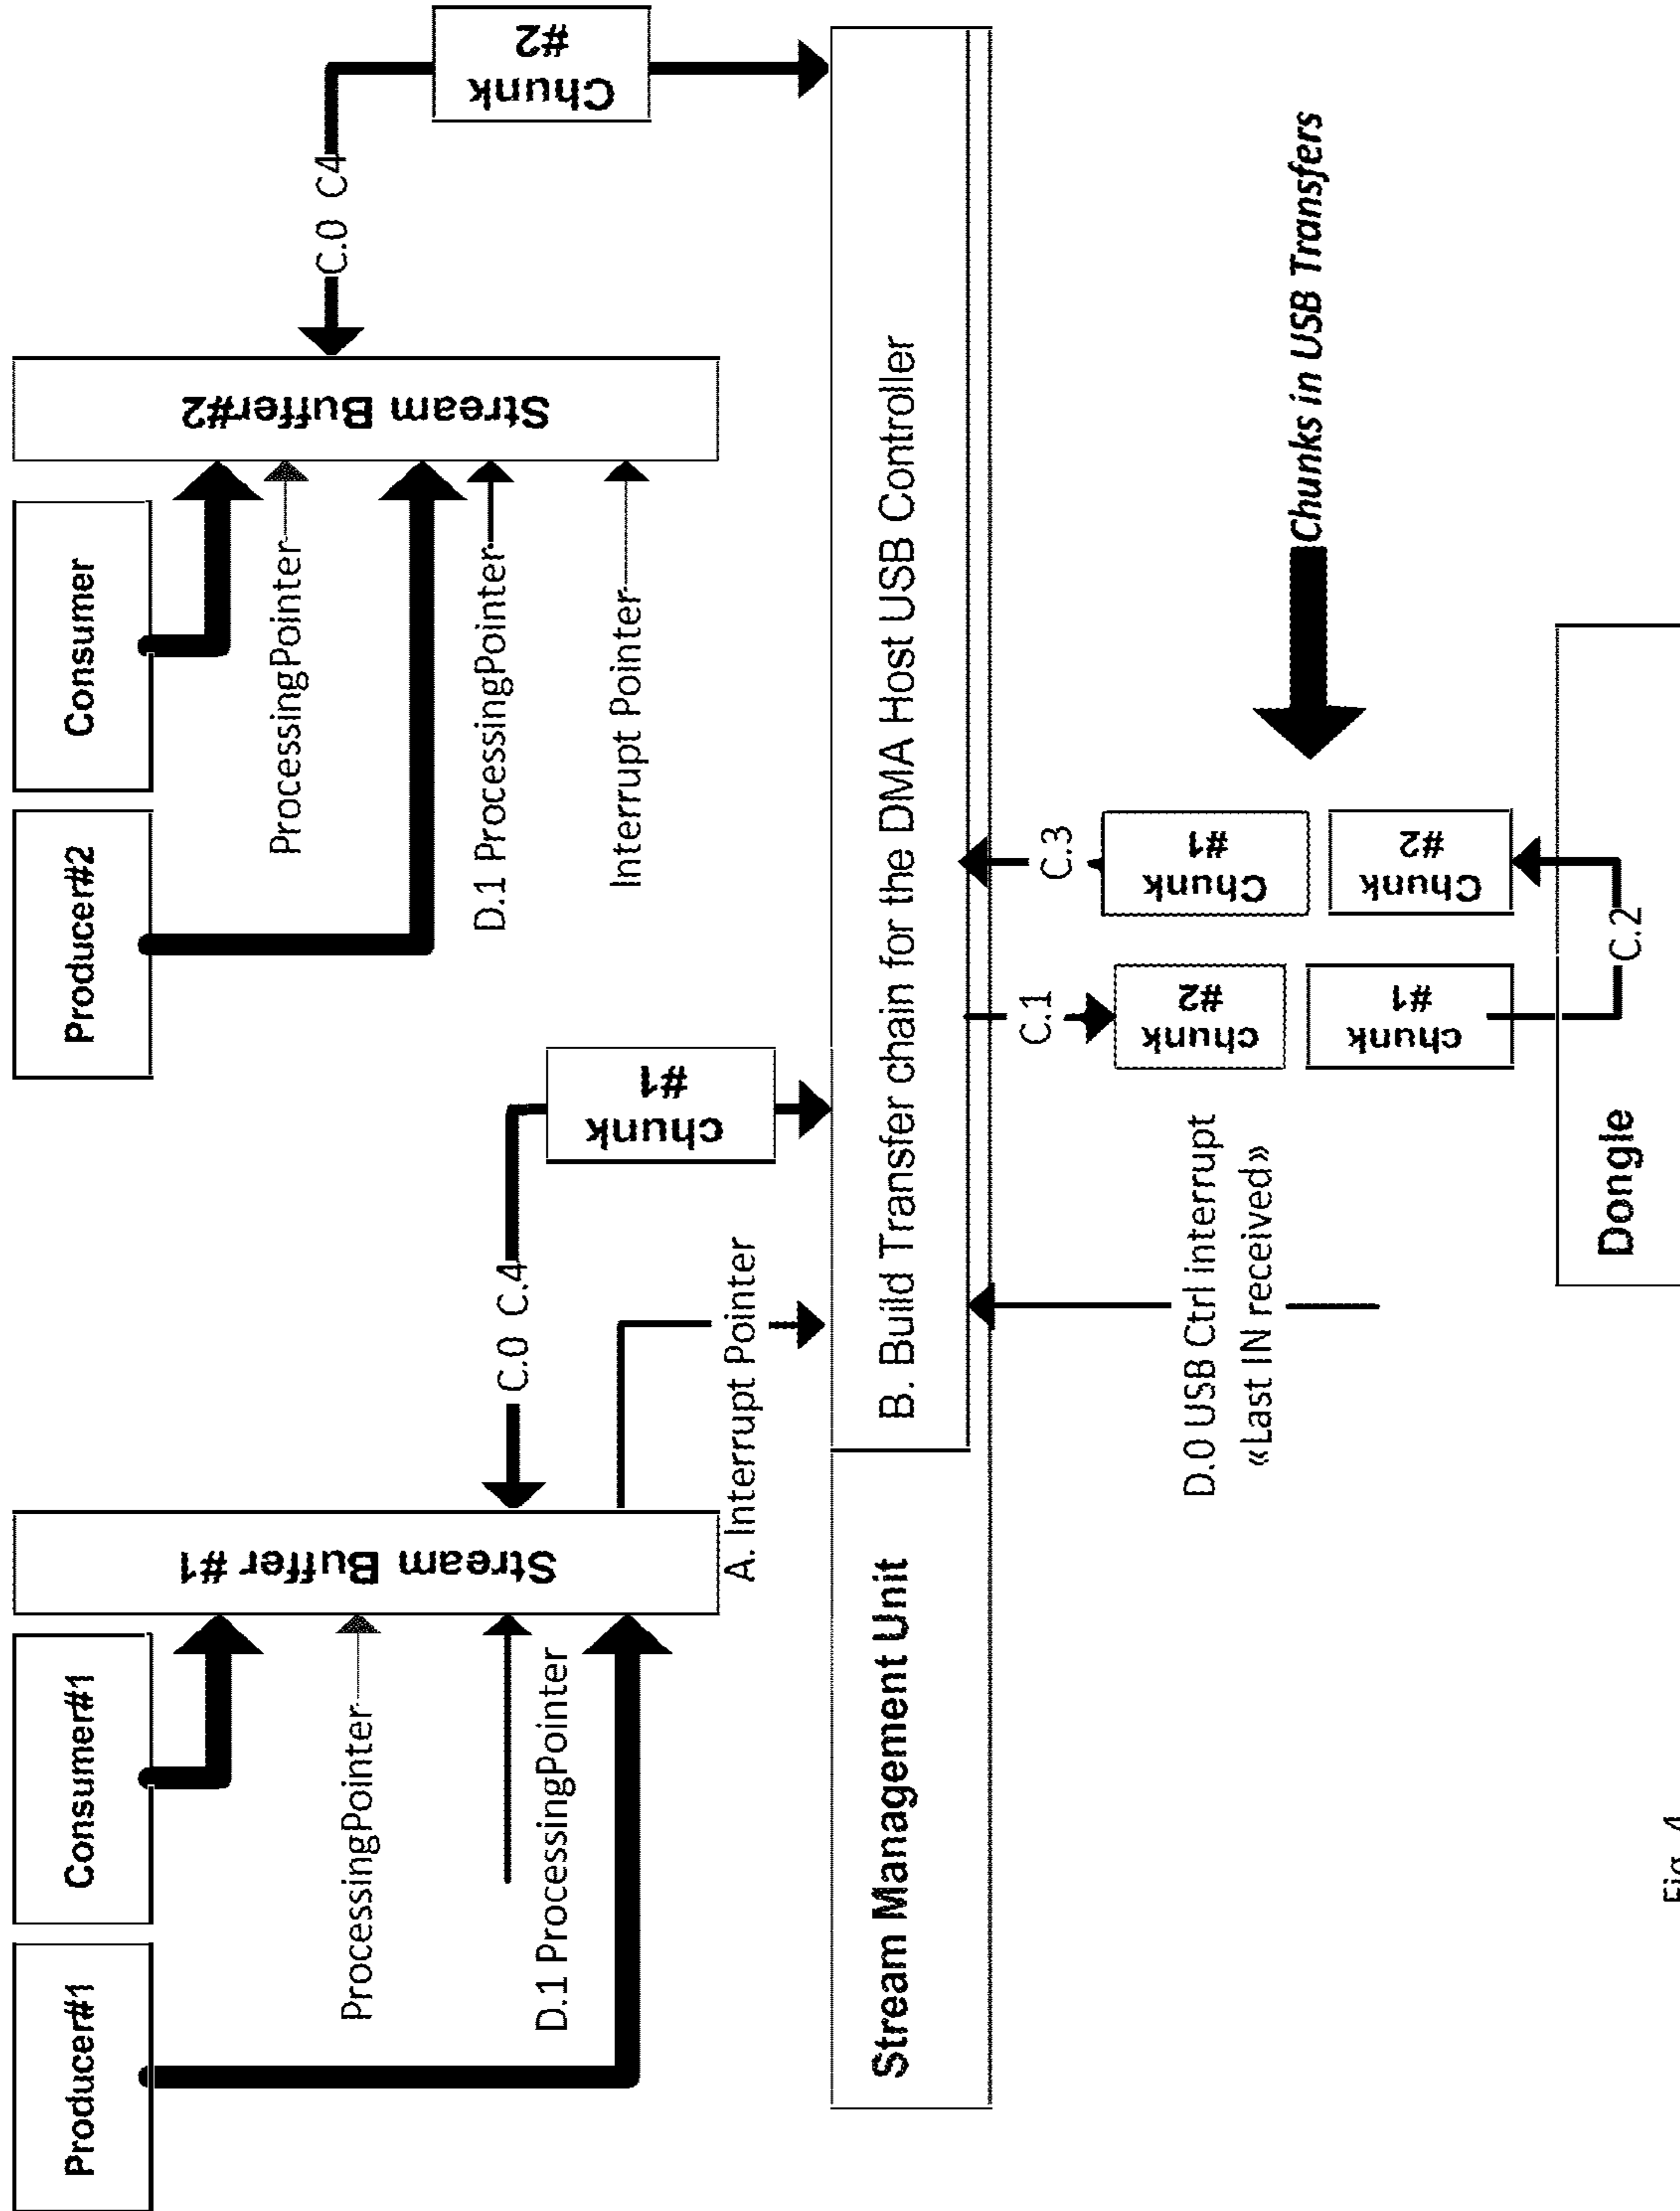 Producer#1
Consumer#1
Producer#2
Consumer
Stream Buffer #1
ProcessingPointer
D.1 ProcessingPointer
A. Interrupt Pointer
C.0 C.4
chunk
#1
Stream Buffer#2
ProcessingPointer
D.1 ProcessingPointer
Interrupt Pointer
C.0 C4
Chunk
#2
Stream Management Unit
B. Build Transfer chain for the DMA Host USB Controller
D.0 USB Ctrl interrupt
«Last IN received»
C.1
C.3
chunk
#2
Chunk
#1
chunk
#1
Chunk
#2
C.2
Chunks in USB Transfers
Dongle
Fig. 4